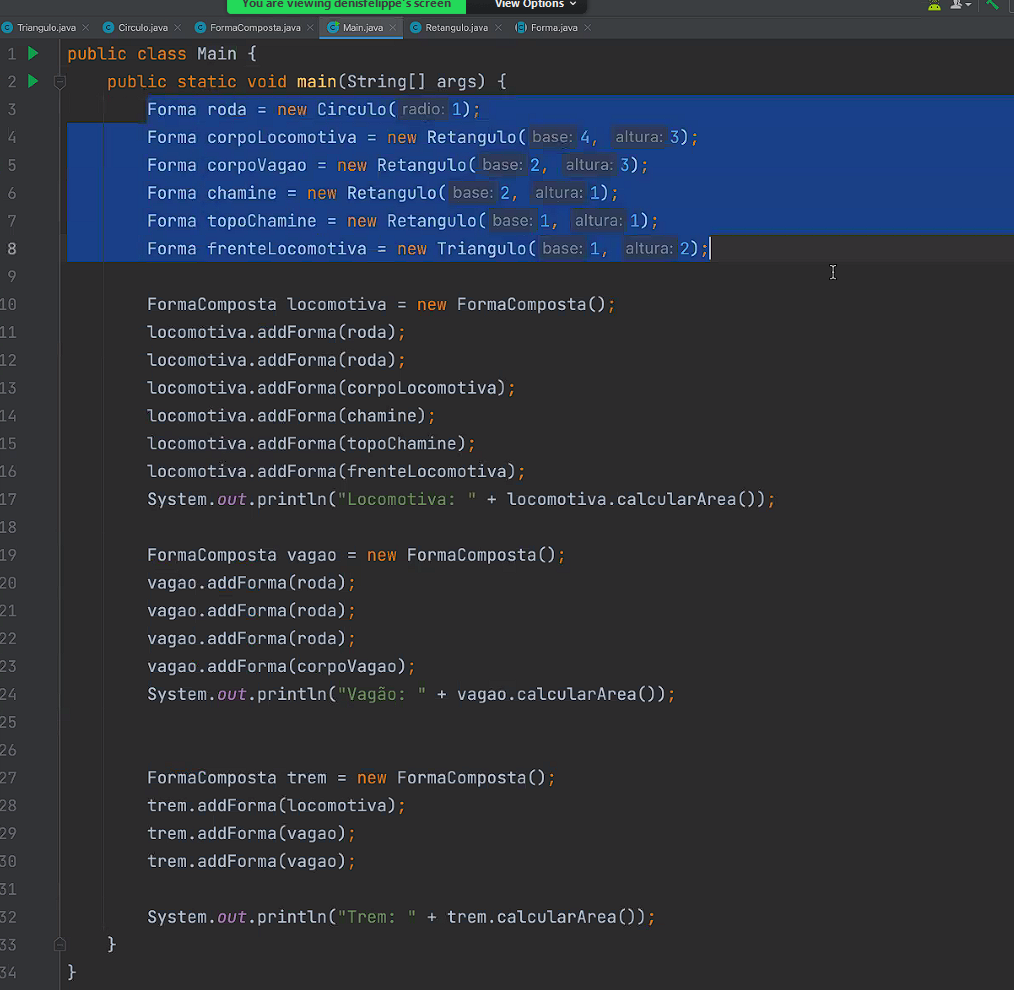 You are viewing denisfelippe's screen View Options
Triangulo.java Circulo.java FormaComposta.java Main.java Retangulo.java Forma.java
1 public class Main {
2 public static void main(String[] args) {
3 Forma roda = new Circulo( radio: 1);
4 Forma corpoLocomotiva = new Retangulo( base: 4, altura: 3);
5 Forma corpoVagao = new Retangulo( base: 2, altura: 3);
6 Forma chamine = new Retangulo( base: 2, altura: 1);
7 Forma topoChamine = new Retangulo( base: 1, altura: 1);
8 Forma frenteLocomotiva = new Triangulo( base: 1, altura: 2);
9
10 FormaComposta locomotiva = new FormaComposta();
11 locomotiva.addForma(roda);
12 locomotiva.addForma(roda);
13 locomotiva.addForma(corpoLocomotiva);
14 locomotiva.addForma(chamine);
15 locomotiva.addForma(topoChamine);
16 locomotiva.addForma(frenteLocomotiva);
17 System.out.println("Locomotiva: " + locomotiva.calcularArea());
18
19 FormaComposta vagao = new FormaComposta();
20 vagao.addForma(roda);
21 vagao.addForma(roda);
22 vagao.addForma(roda);
23 vagao.addForma(corpoVagao);
24 System.out.println("Vagão: " + vagao.calcularArea());
25
26
27 FormaComposta trem = new FormaComposta();
28 trem.addForma(locomotiva);
29 trem.addForma(vagao);
30 trem.addForma(vagao);
31
32 System.out.println("Trem: " + trem.calcularArea());
33 }
34 }